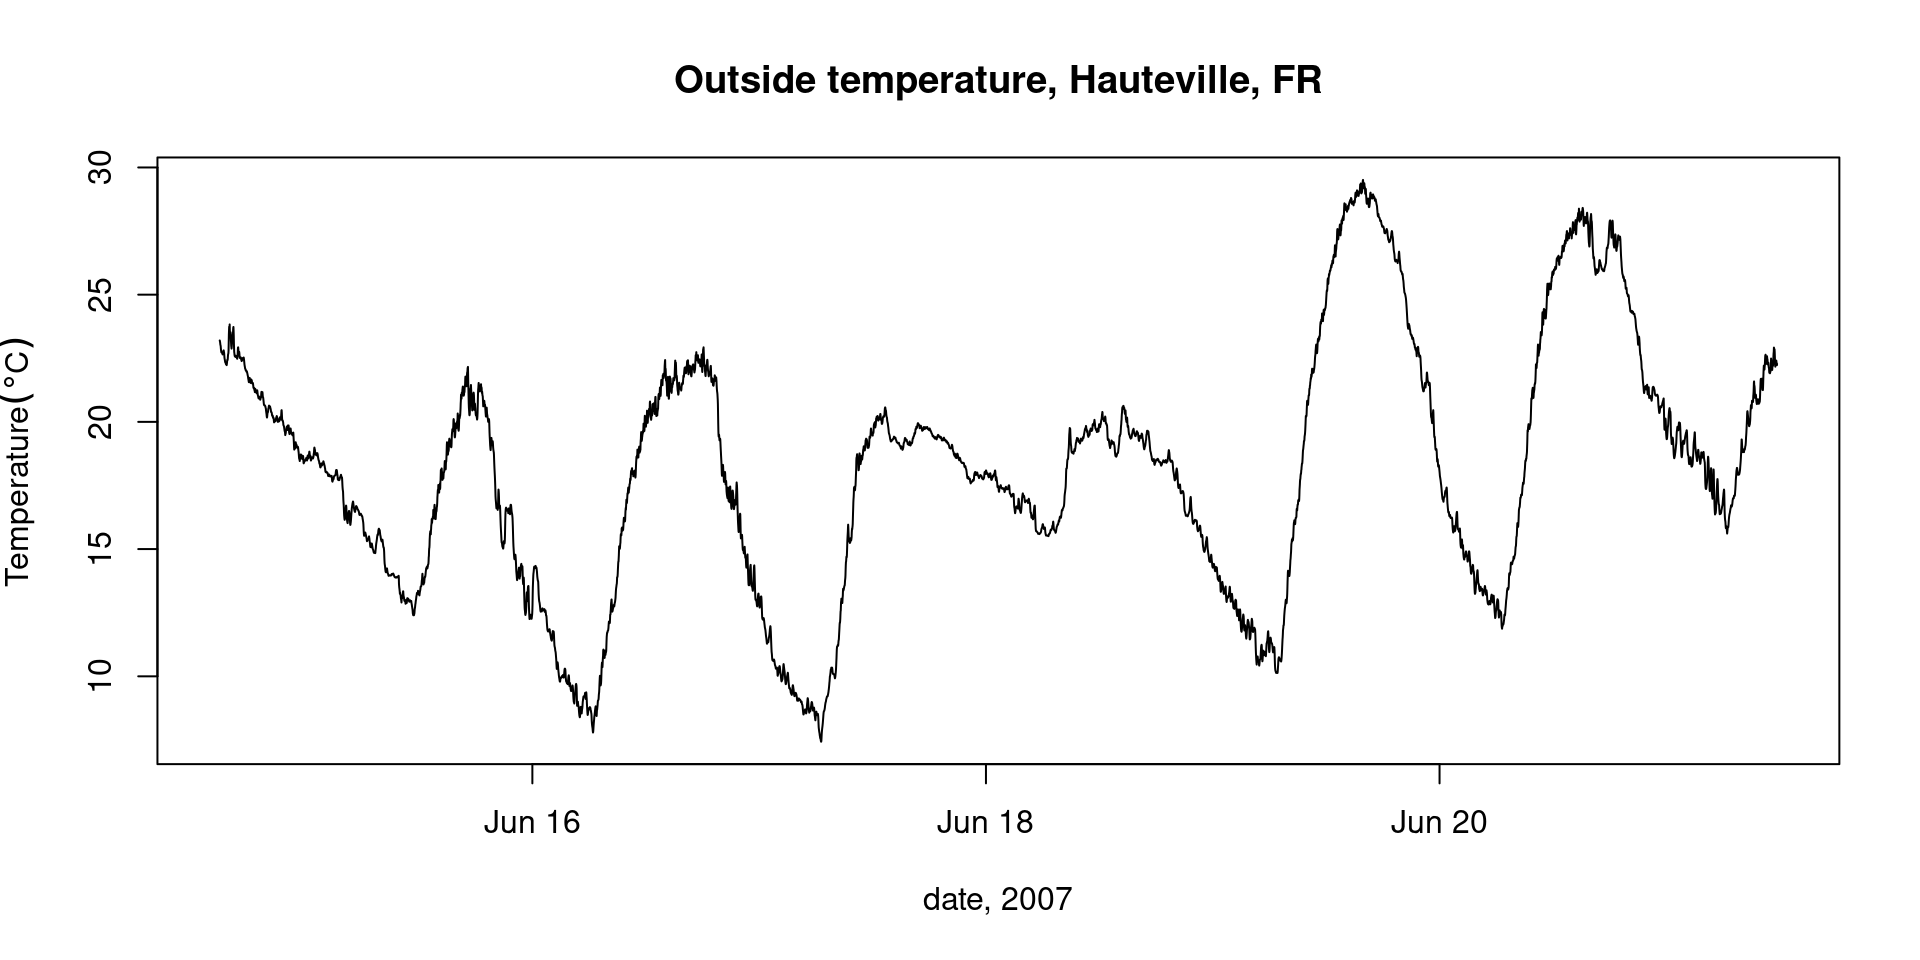 Outside temperature, Hauteville, FR
Temperature(°C)
30
25
20
15
10
Jun 16 Jun 18 Jun 20
date, 2007